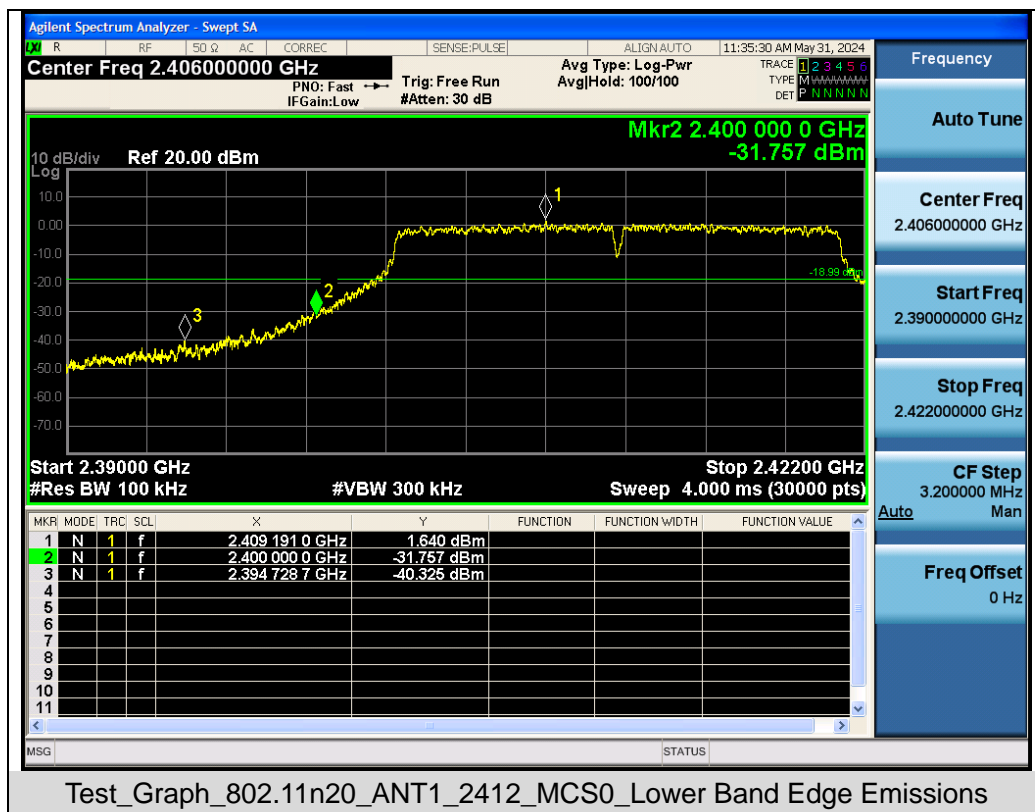 Agilent Spectrum Analyzer - Swept SA
LXI R RF 50 Ω AC CORREC SENSE:PULSE ALIGN AUTO 11:35:30 AM May 31, 2024
Center Freq 2.406000000 GHz
PNO: Fast
IFGain:Low
Trig: Free Run
#Atten: 30 dB
Avg Type: Log-Pwr
Avg|Hold: 100/100
TRACE 1 2 3 4 5 6
TYPE M
DET P N N N N N
Mkr2 2.400 000 0 GHz
-31.757 dBm
10 dB/div Ref 20.00 dBm
Log
10.0
0.00
-10.0
-20.0
-30.0
-40.0
-50.0
-60.0
-70.0
1
2
3
-18.99 dBm
Start 2.39000 GHz Stop 2.42200 GHz
#Res BW 100 kHz #VBW 300 kHz Sweep 4.000 ms (30000 pts)
MKR MODE TRC SCL X Y FUNCTION FUNCTION WIDTH FUNCTION VALUE
1 N 1 f 2.409 191 0 GHz 1.640 dBm
2 N 1 f 2.400 000 0 GHz -31.757 dBm
3 N 1 f 2.394 728 7 GHz -40.325 dBm
4
5
6
7
8
9
10
11
MSG STATUS
Frequency
Auto Tune
Center Freq
2.406000000 GHz
Start Freq
2.390000000 GHz
Stop Freq
2.422000000 GHz
CF Step
3.200000 MHz
Auto Man
Freq Offset
0 Hz
Test_Graph_802.11n20_ANT1_2412_MCS0_Lower Band Edge Emissions